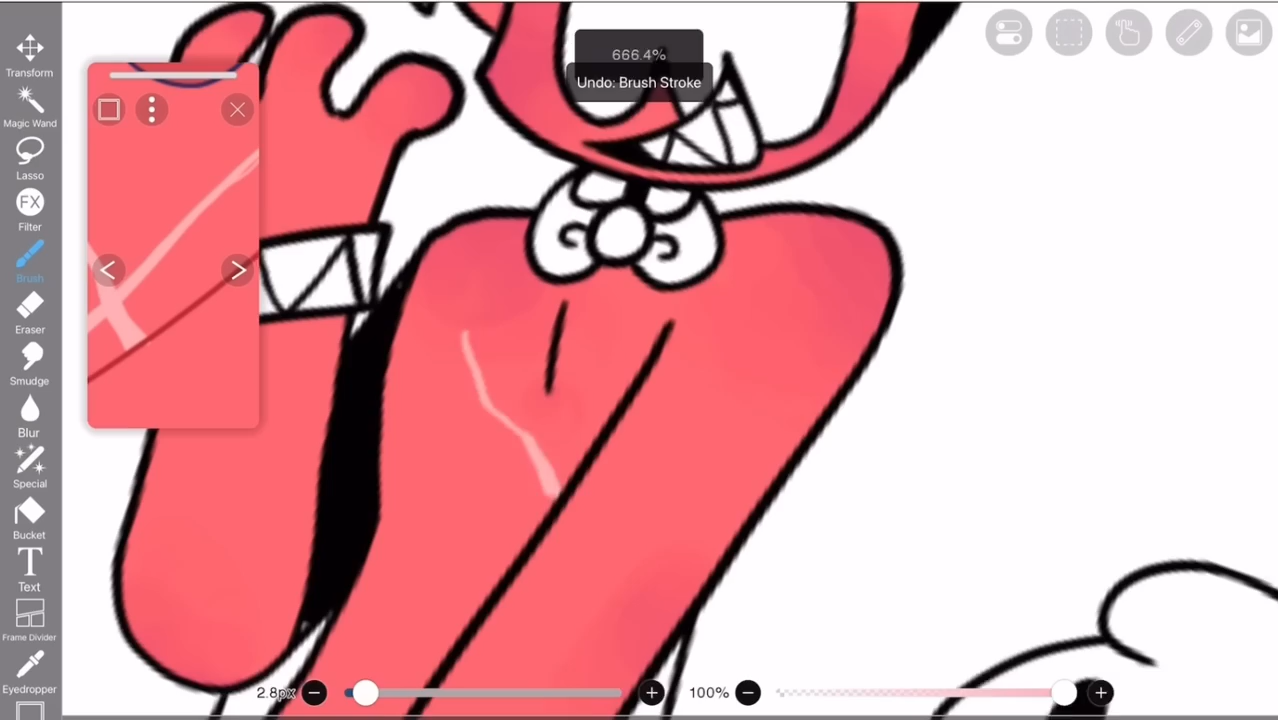 666.4%
Undo: Brush Stroke
Transform
Magic Wand
Lasso
FX
Filter
Brush
Eraser
Smudge
Blur
Special
Bucket
T
Text
Frame Divider
Eyedropper
2.8px
100%